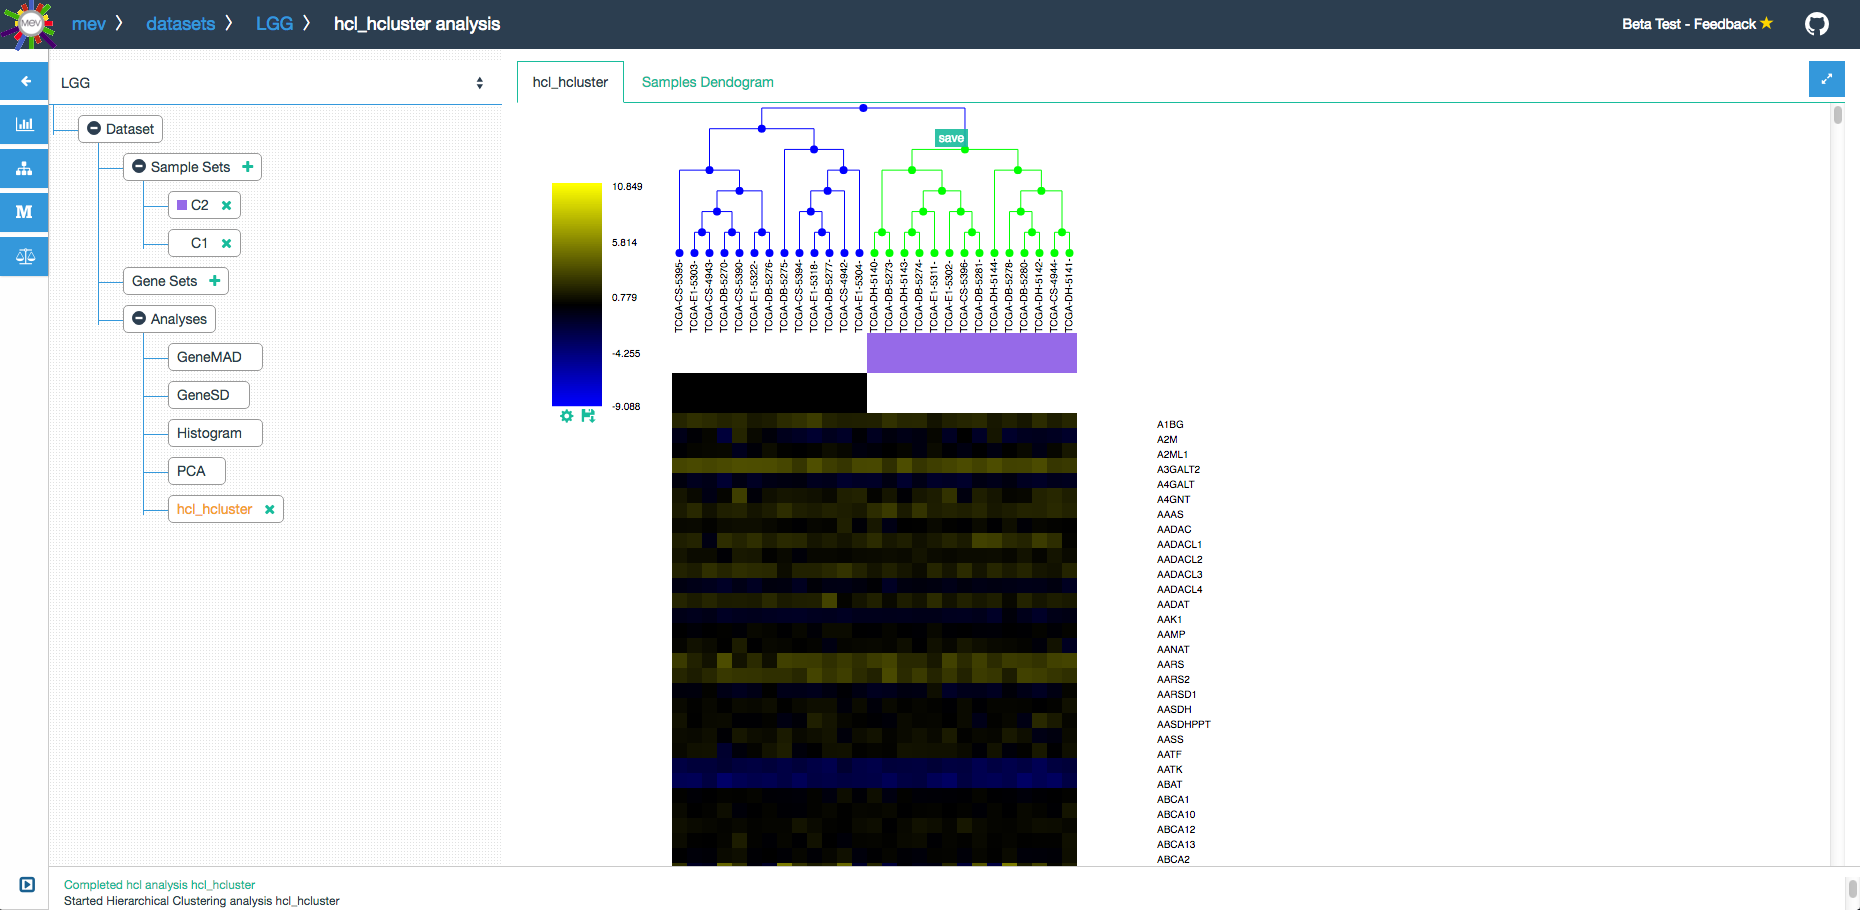 MeV mev datasets LGG hcl_hcluster analysis Beta Test - Feedback
LGG
Dataset
Sample Sets
C2
C1
Gene Sets
Analyses
GeneMAD
GeneSD
Histogram
PCA
hcl_hcluster
M
hcl_hcluster Samples Dendogram
save
10.849
5.814
0.779
-4.255
-9.088
TCGA-CS-5395-
TCGA-E1-5303-
TCGA-CS-4943-
TCGA-DB-5270-
TCGA-CS-5390-
TCGA-E1-5322-
TCGA-DB-5276-
TCGA-DB-5275-
TCGA-CS-5394-
TCGA-E1-5318-
TCGA-DB-5277-
TCGA-CS-4942-
TCGA-E1-5304-
TCGA-DH-5140-
TCGA-DB-5273-
TCGA-DH-5143-
TCGA-DB-5274-
TCGA-E1-5311-
TCGA-E1-5302-
TCGA-CS-5396-
TCGA-DB-5281-
TCGA-DH-5144-
TCGA-DB-5278-
TCGA-DB-5280-
TCGA-DH-5142-
TCGA-CS-4944-
TCGA-DH-5141-
A1BG
A2M
A2ML1
A3GALT2
A4GALT
A4GNT
AAAS
AADAC
AADACL1
AADACL2
AADACL3
AADACL4
AADAT
AAK1
AAMP
AANAT
AARS
AARS2
AARSD1
AASDH
AASDHPPT
AASS
AATF
AATK
ABAT
ABCA1
ABCA10
ABCA12
ABCA13
ABCA2
Completed hcl analysis hcl_hcluster
Started Hierarchical Clustering analysis hcl_hcluster